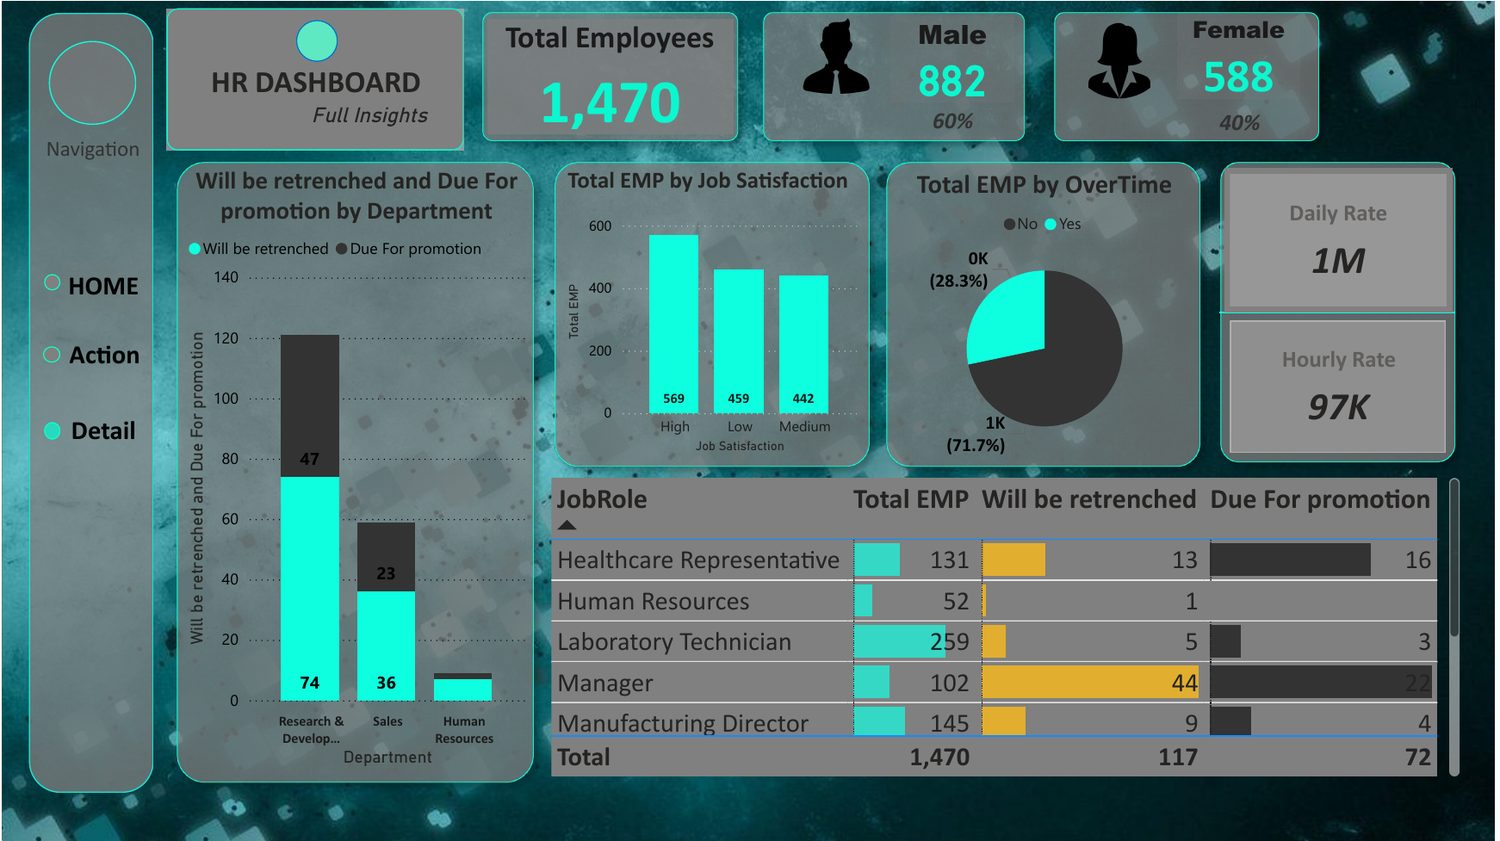 Navigation
HOME
Action
Detail
HR DASHBOARD
Full Insights
Total Employees
1,470
Male
882
60%
Female
588
40%
Will be retrenched and Due For
promotion by Department
Will be retrenched Due For promotion
Will be retrenched and Due For promotion
140
120
100
80
60
40
20
0
47
74
23
36
Research &
Develop...
Sales
Human
Resources
Department
Total EMP by Job Satisfaction
Total EMP
600
400
200
0
569
459
442
High
Low
Medium
Job Satisfaction
Total EMP by OverTime
No Yes
0K
(28.3%)
1K
(71.7%)
Daily Rate
1M
Hourly Rate
97K
JobRole Total EMP Will be retrenched Due For promotion
Healthcare Representative 131 13 16
Human Resources 52 1
Laboratory Technician 259 5 3
Manager 102 44 22
Manufacturing Director 145 9 4
Total 1,470 117 72